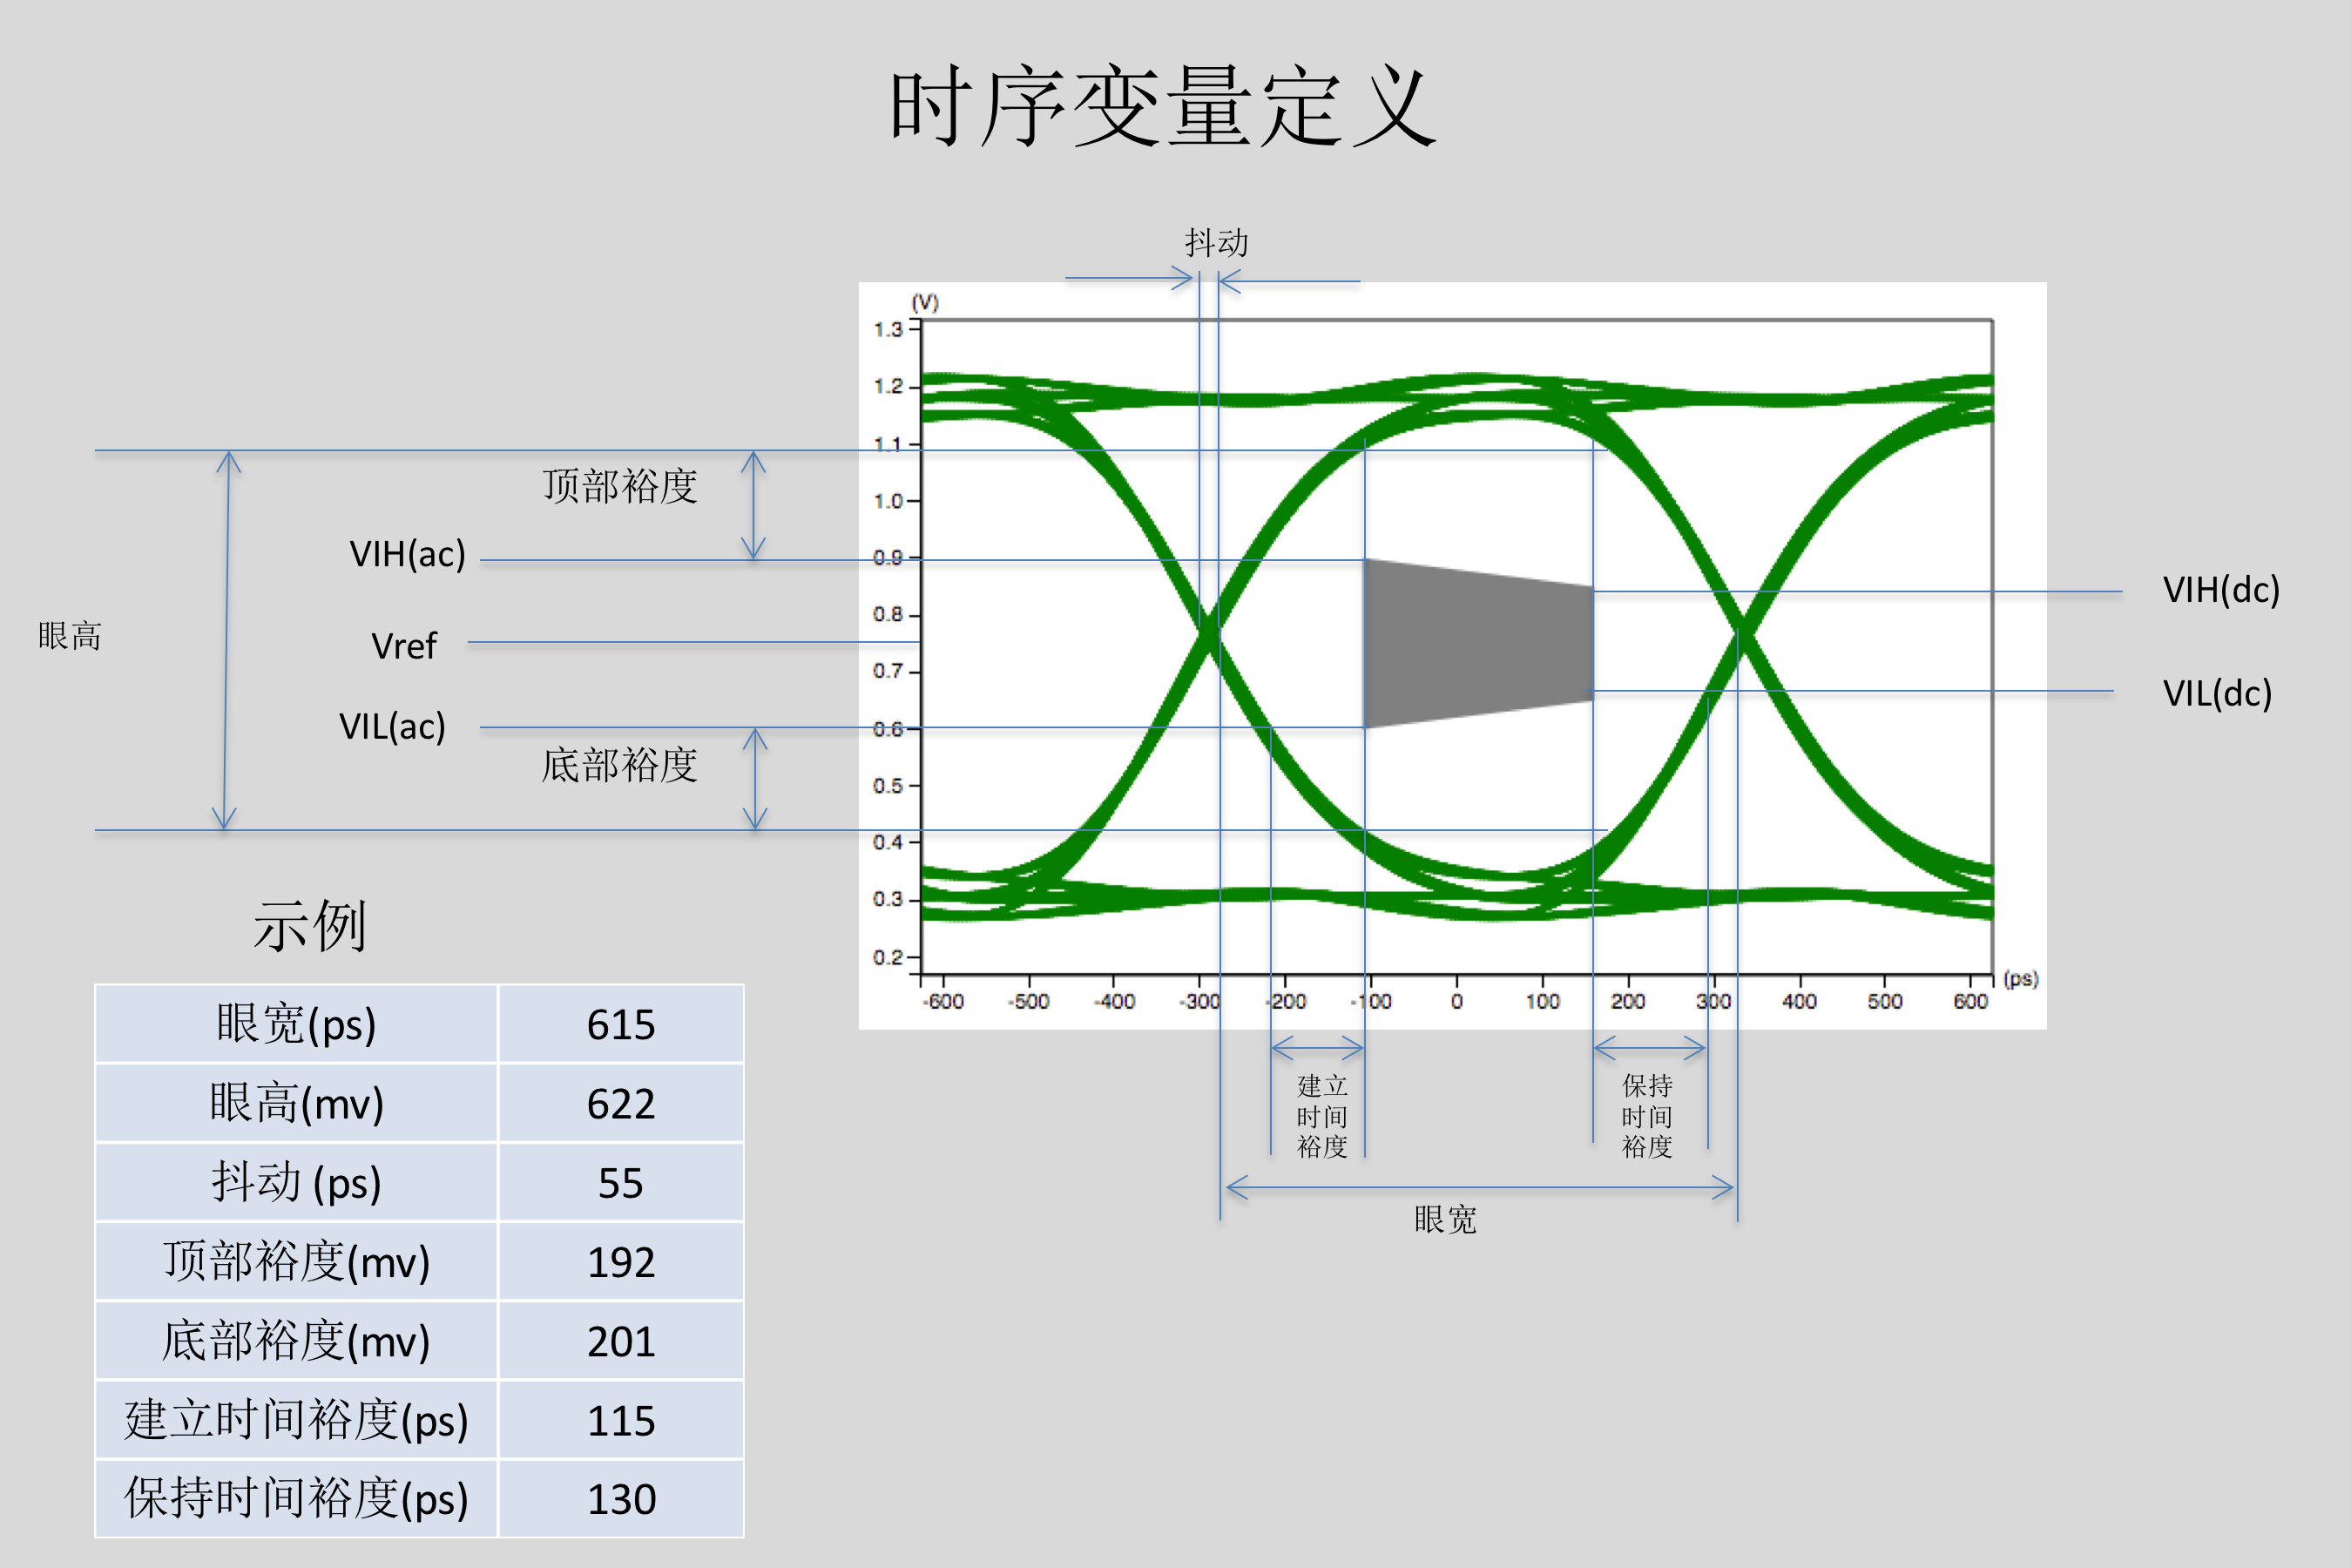 时序变量定义
抖动
(V)
1.3
1.2
1.1
1.0
0.9
0.8
0.7
0.6
0.5
0.4
0.3
0.2
-600 -500 -400 -300 -200 -100 0 100 200 300 400 500 600 (ps)
顶部裕度
VIH(ac)
眼高
Vref
VIL(ac)
底部裕度
VIH(dc)
VIL(dc)
建立
时间
裕度
保持
时间
裕度
眼宽
示例
眼宽(ps) 615
眼高(mv) 622
抖动 (ps) 55
顶部裕度(mv) 192
底部裕度(mv) 201
建立时间裕度(ps) 115
保持时间裕度(ps) 130